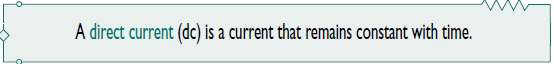 A direct current (dc) is a current that remains constant with time.